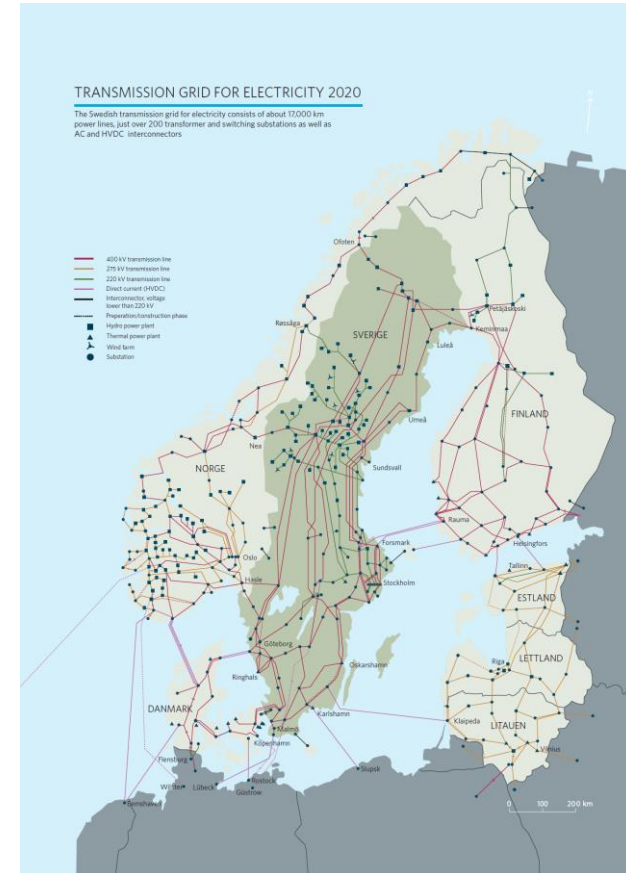 TRANSMISSION GRID FOR ELECTRICITY 2020
The Swedish transmission grid for electricity consists of about 17,000 km
power lines, just over 200 transformer and switching substations as well as
AC and HVDC interconnectors
400 kV transmission line
275 kV transmission line
220 kV transmission line
Direct current (HVDC)
Interconnector, voltage
lower than 220 kV
Preperation/construction phase
Hydro power plant
Thermal power plant
Wind farm
Substation
Ofoten
Røssåga
Petäjäskoski
Keminmaa
SVERIGE
Luleå
FINLAND
Umeå
Nea
NORGE
Sundsvall
Rauma
Forsmark
Helsingfors
Oslo
Tallinn
Stockholm
Hasle
ESTLAND
Göteborg
Riga
LETTLAND
Oskarshamn
Ringhals
DANMARK
Karlshamn
Klaipeda
LITAUEN
Malmö
Köpenhamn
Vilnius
Flensburg
Slupsk
Rostock
Lübeck
Güstrow
0 100 200 km